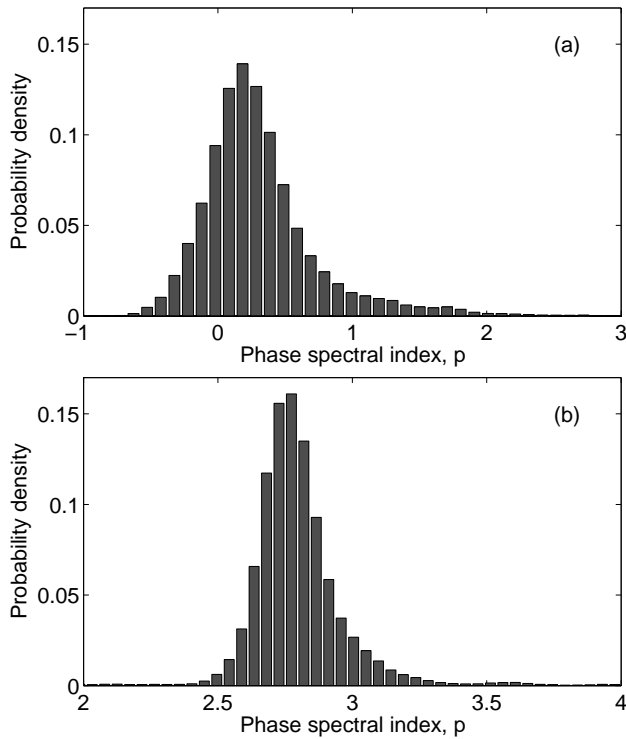 (a)
Probability density
0.15
0.1
0.05
0
−1 0 1 2 3
Phase spectral index, p
(b)
Probability density
0.15
0.1
0.05
0
2 2.5 3 3.5 4
Phase spectral index, p